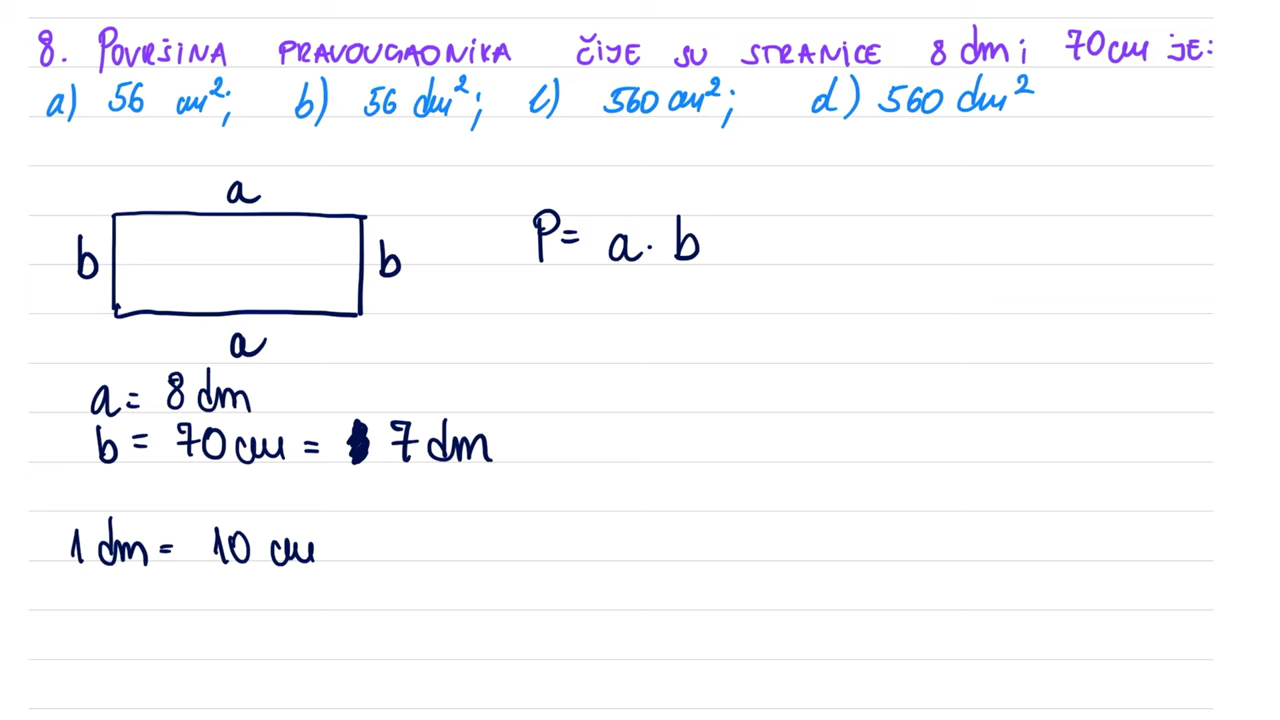 8. POVRŠINA PRAVOUGAONIKA ČIJE SU STRANICE 8 dm i 70 cm JE:
a) 56 cm²; b) 56 dm²; c) 560 cm²; d) 560 dm²
a
b b
P = a · b
a
a = 8 dm
b = 70 cm = 7 dm
1 dm = 10 cm